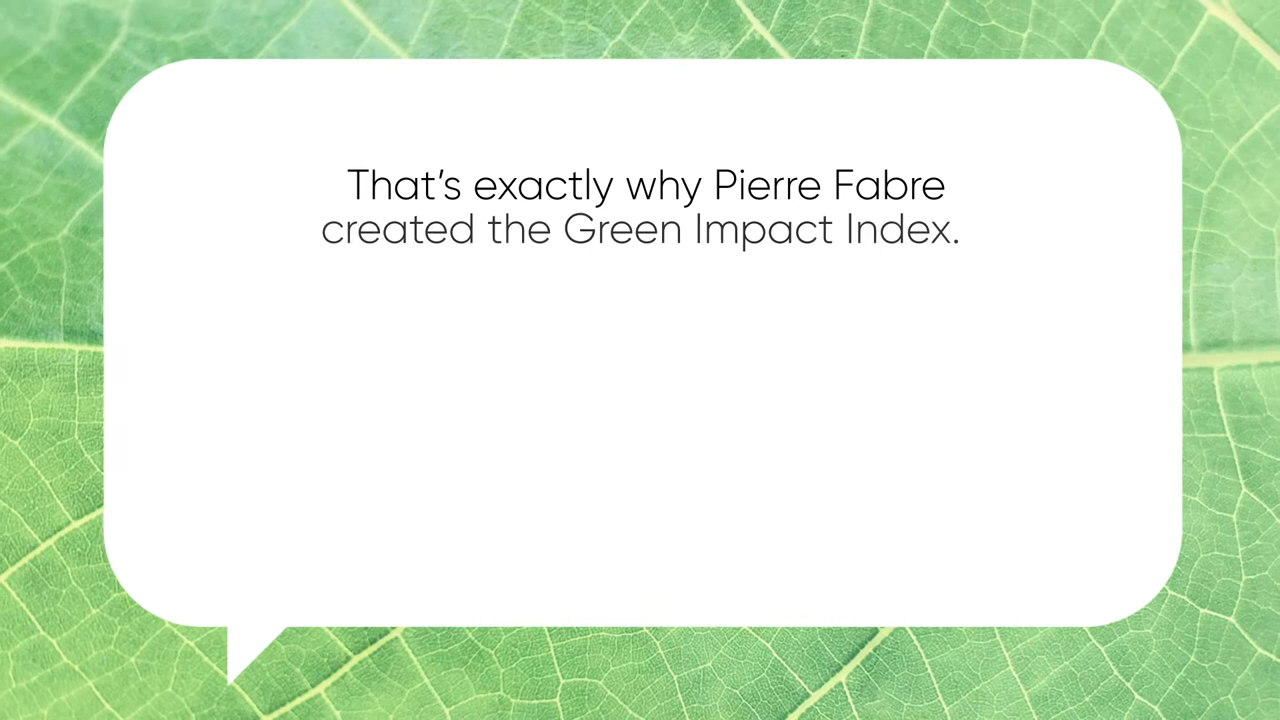 That’s exactly why Pierre Fabre
created the Green Impact Index.